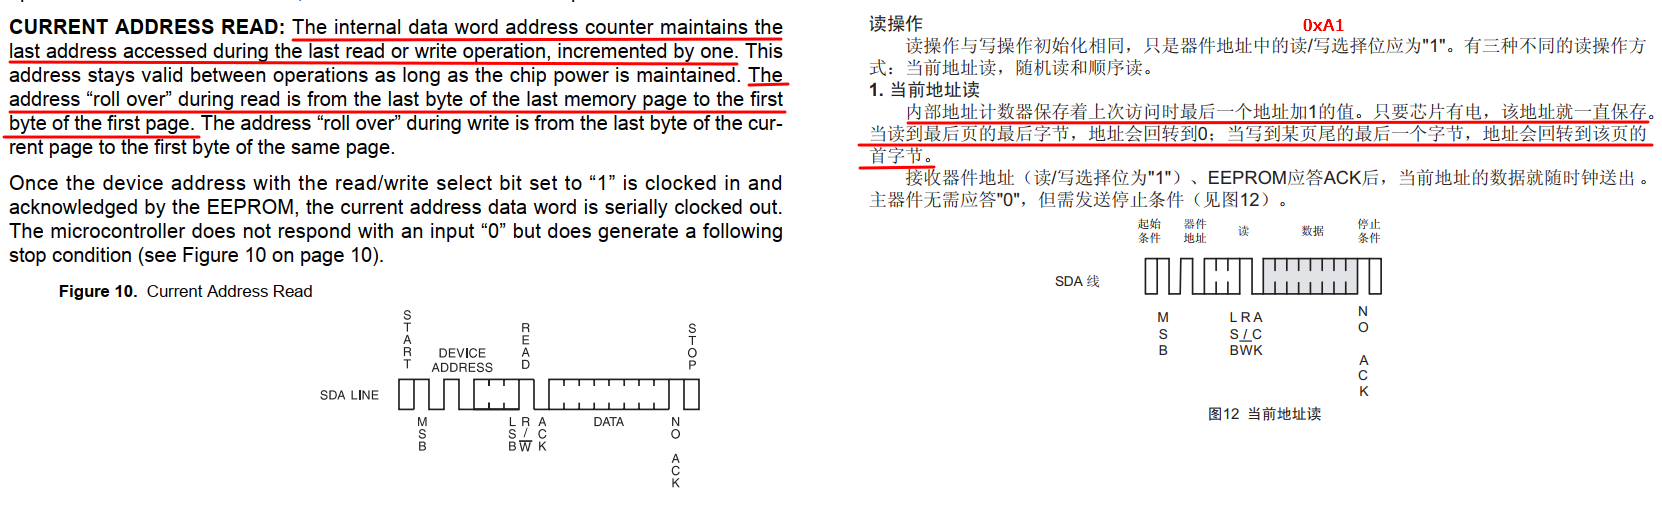 CURRENT ADDRESS READ: The internal data word address counter maintains the
last address accessed during the last read or write operation, incremented by one. This
address stays valid between operations as long as the chip power is maintained. The
address “roll over” during read is from the last byte of the last memory page to the first
byte of the first page. The address “roll over” during write is from the last byte of the cur-
rent page to the first byte of the same page.
Once the device address with the read/write select bit set to “1” is clocked in and
acknowledged by the EEPROM, the current address data word is serially clocked out.
The microcontroller does not respond with an input “0” but does generate a following
stop condition (see Figure 10 on page 10).
Figure 10. Current Address Read
START
DEVICE
ADDRESS
READ
STOP
SDA LINE
MSB
LSB
R/W
ACK
DATA
NO ACK
读操作
0xA1
读操作与写操作初始化相同，只是器件地址中的读/写选择位应为"1"。有三种不同的读操作方
式：当前地址读，随机读和顺序读。
1. 当前地址读
内部地址计数器保存着上次访问时最后一个地址加1的值。只要芯片有电，该地址就一直保存。
当读到最后页的最后字节，地址会回转到0；当写到某页尾的最后一个字节，地址会回转到该页的
首字节。
接收器件地址（读/写选择位为"1"）、EEPROM应答ACK后，当前地址的数据就随时钟送出。
主器件无需应答"0"，但需发送停止条件（见图12）。
起始
条件
器件
地址
读
数据
停止
条件
SDA 线
MSB
LSB
R/W
ACK
NO ACK
图12 当前地址读